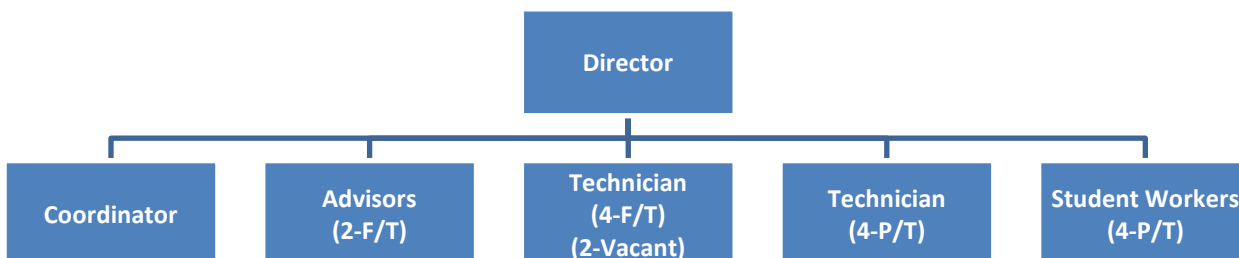 Director
Coordinator
Advisors
(2-F/T)
Technician
(4-F/T)
(2-Vacant)
Technician
(4-P/T)
Student Workers
(4-P/T)